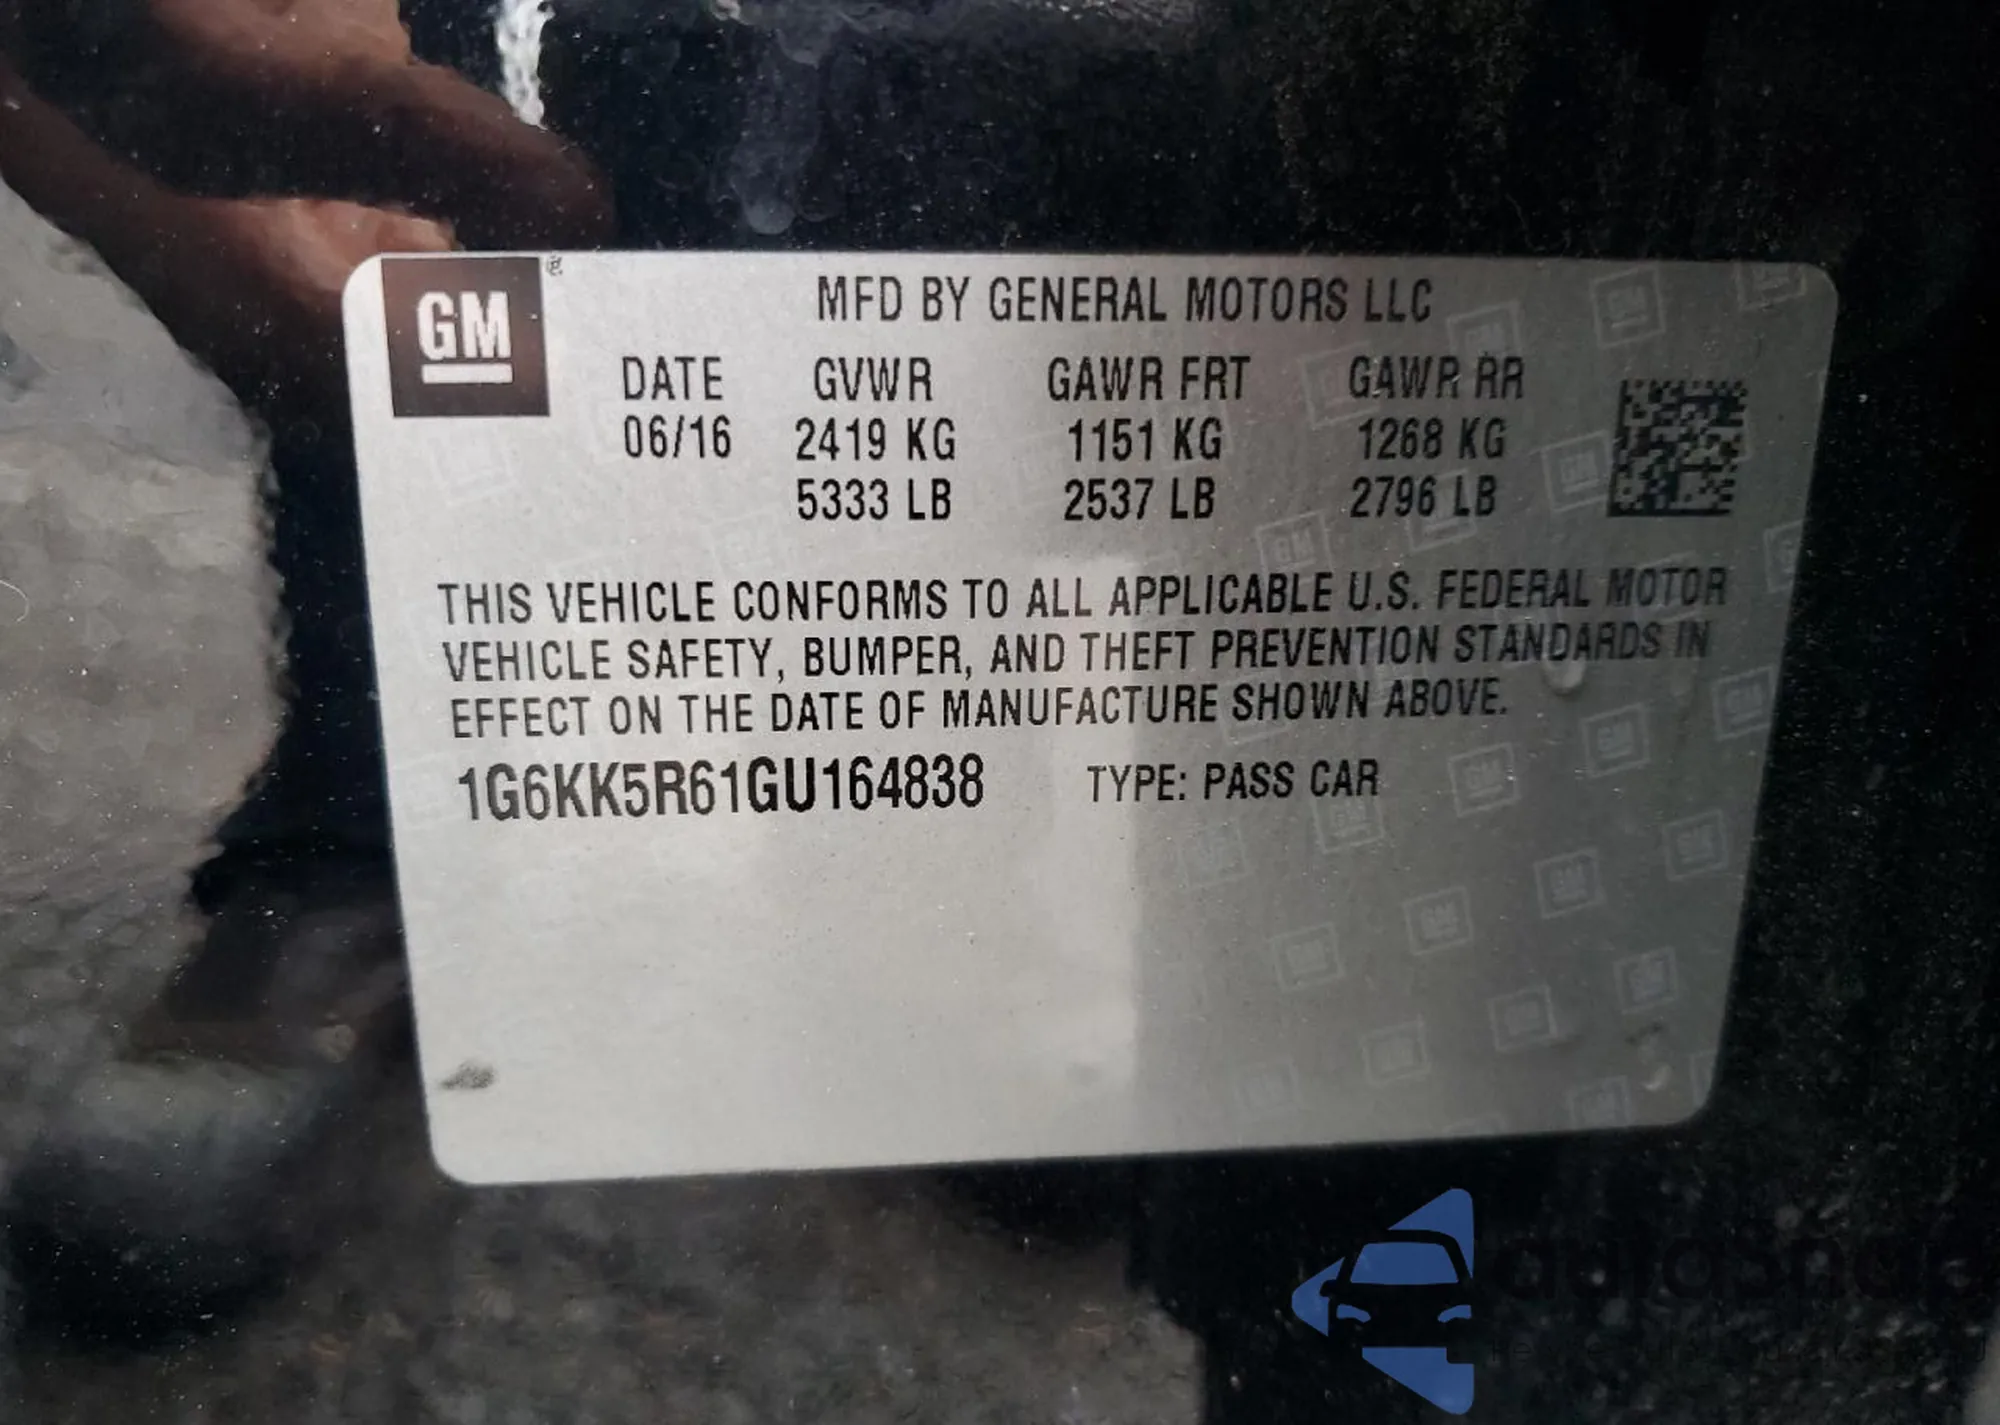 GM
®
MFD BY GENERAL MOTORS LLC
DATE GVWR GAWR FRT GAWR RR
06/16 2419 KG 1151 KG 1268 KG
5333 LB 2537 LB 2796 LB
THIS VEHICLE CONFORMS TO ALL APPLICABLE U.S. FEDERAL MOTOR
VEHICLE SAFETY, BUMPER, AND THEFT PREVENTION STANDARDS IN
EFFECT ON THE DATE OF MANUFACTURE SHOWN ABOVE.
1G6KK5R61GU164838 TYPE: PASS CAR